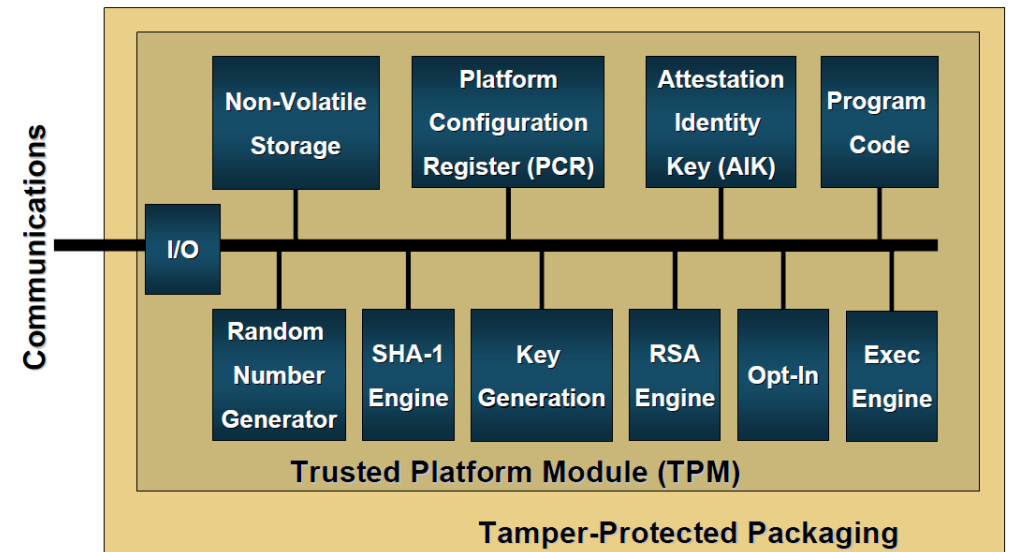 Communications
Non-Volatile
Storage
Platform
Configuration
Register (PCR)
Attestation
Identity
Key (AIK)
Program
Code
I/O
Random
Number
Generator
SHA-1
Engine
Key
Generation
RSA
Engine
Opt-In
Exec
Engine
Trusted Platform Module (TPM)
Tamper-Protected Packaging